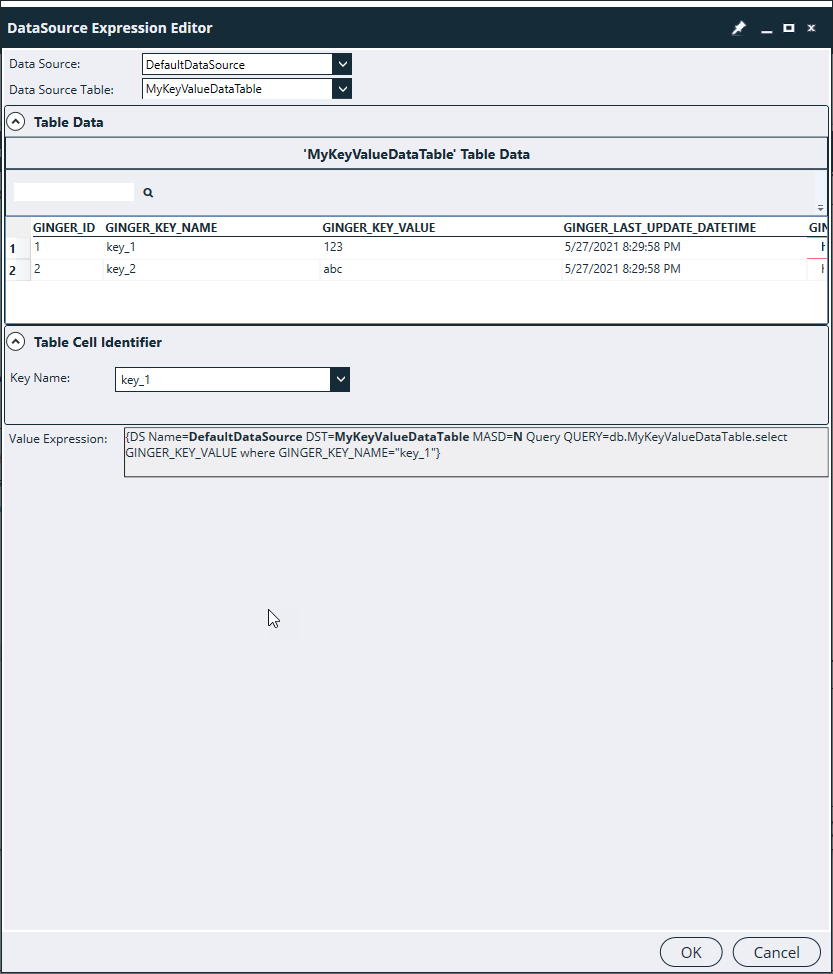 DataSource Expression Editor
Data Source: DefaultDataSource
Data Source Table: MyKeyValueDataTable
Table Data
'MyKeyValueDataTable' Table Data
GINGER_ID GINGER_KEY_NAME GINGER_KEY_VALUE GINGER_LAST_UPDATE_DATETIME
1 1 key_1 123 5/27/2021 8:29:58 PM
2 2 key_2 abc 5/27/2021 8:29:58 PM
Table Cell Identifier
Key Name: key_1
Value Expression: {DS Name=DefaultDataSource DST=MyKeyValueDataTable MASD=N Query QUERY=db.MyKeyValueDataTable.select
GINGER_KEY_VALUE where GINGER_KEY_NAME="key_1"}
OK Cancel